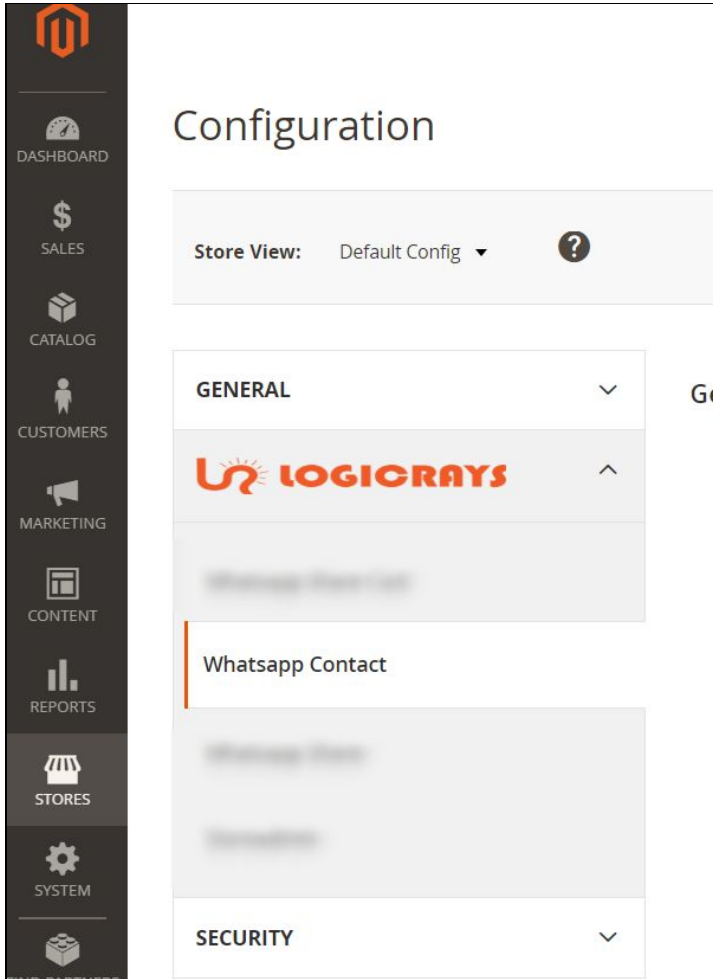 Configuration
DASHBOARD
SALES
CATALOG
CUSTOMERS
MARKETING
CONTENT
REPORTS
STORES
SYSTEM
Store View: Default Config
?
GENERAL
LOGICRAYS
Whatsapp Contact
SECURITY